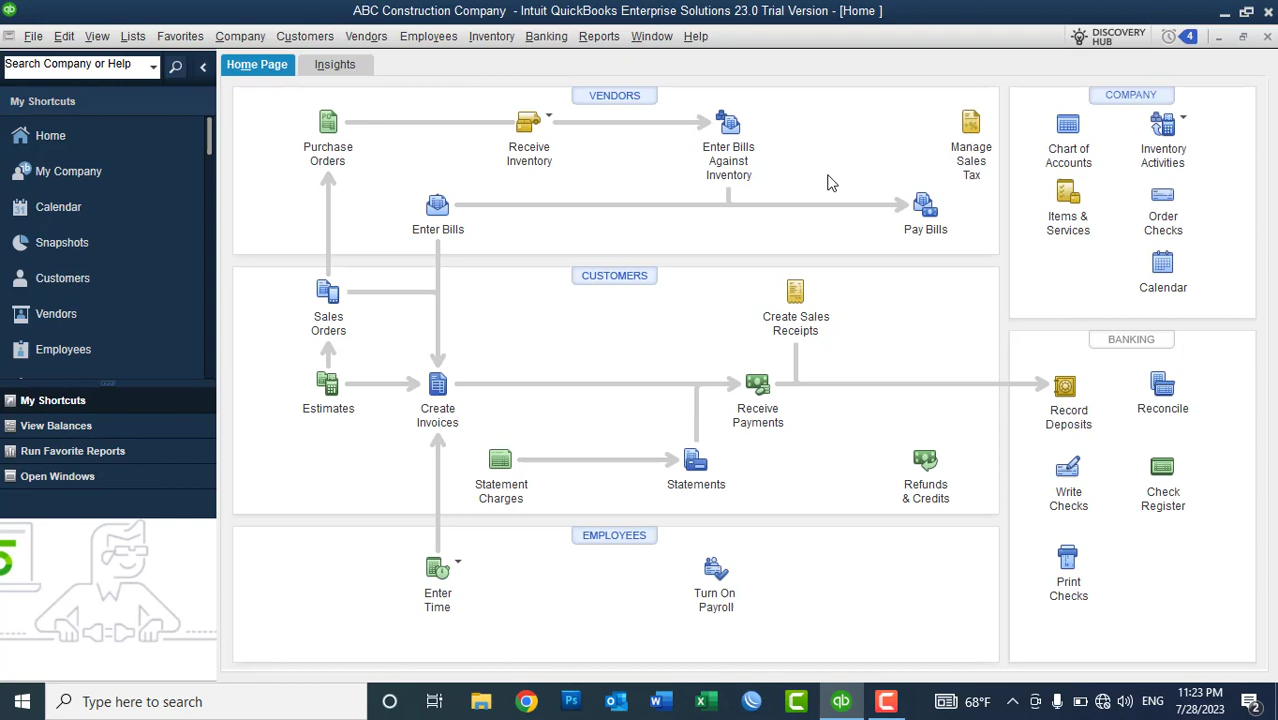 ABC Construction Company - Intuit QuickBooks Enterprise Solutions 23.0 Trial Version - [Home ]
File Edit View Lists Favorites Company Customers Vendors Employees Inventory Banking Reports Window Help
DISCOVERY
HUB
4
Search Company or Help
Home Page Insights
My Shortcuts
Home
My Company
Calendar
Snapshots
Customers
Vendors
Employees
My Shortcuts
View Balances
Run Favorite Reports
Open Windows
VENDORS
Purchase
Orders
Receive
Inventory
Enter Bills
Against
Inventory
Manage
Sales
Tax
Enter Bills
Pay Bills
CUSTOMERS
Sales
Orders
Create Sales
Receipts
Estimates
Create
Invoices
Receive
Payments
Statement
Charges
Statements
Refunds
& Credits
EMPLOYEES
Enter
Time
Turn On
Payroll
COMPANY
Chart of
Accounts
Inventory
Activities
Items &
Services
Order
Checks
Calendar
BANKING
Record
Deposits
Reconcile
Write
Checks
Check
Register
Print
Checks
Type here to search
68°F
ENG
11:23 PM
7/28/2023
2